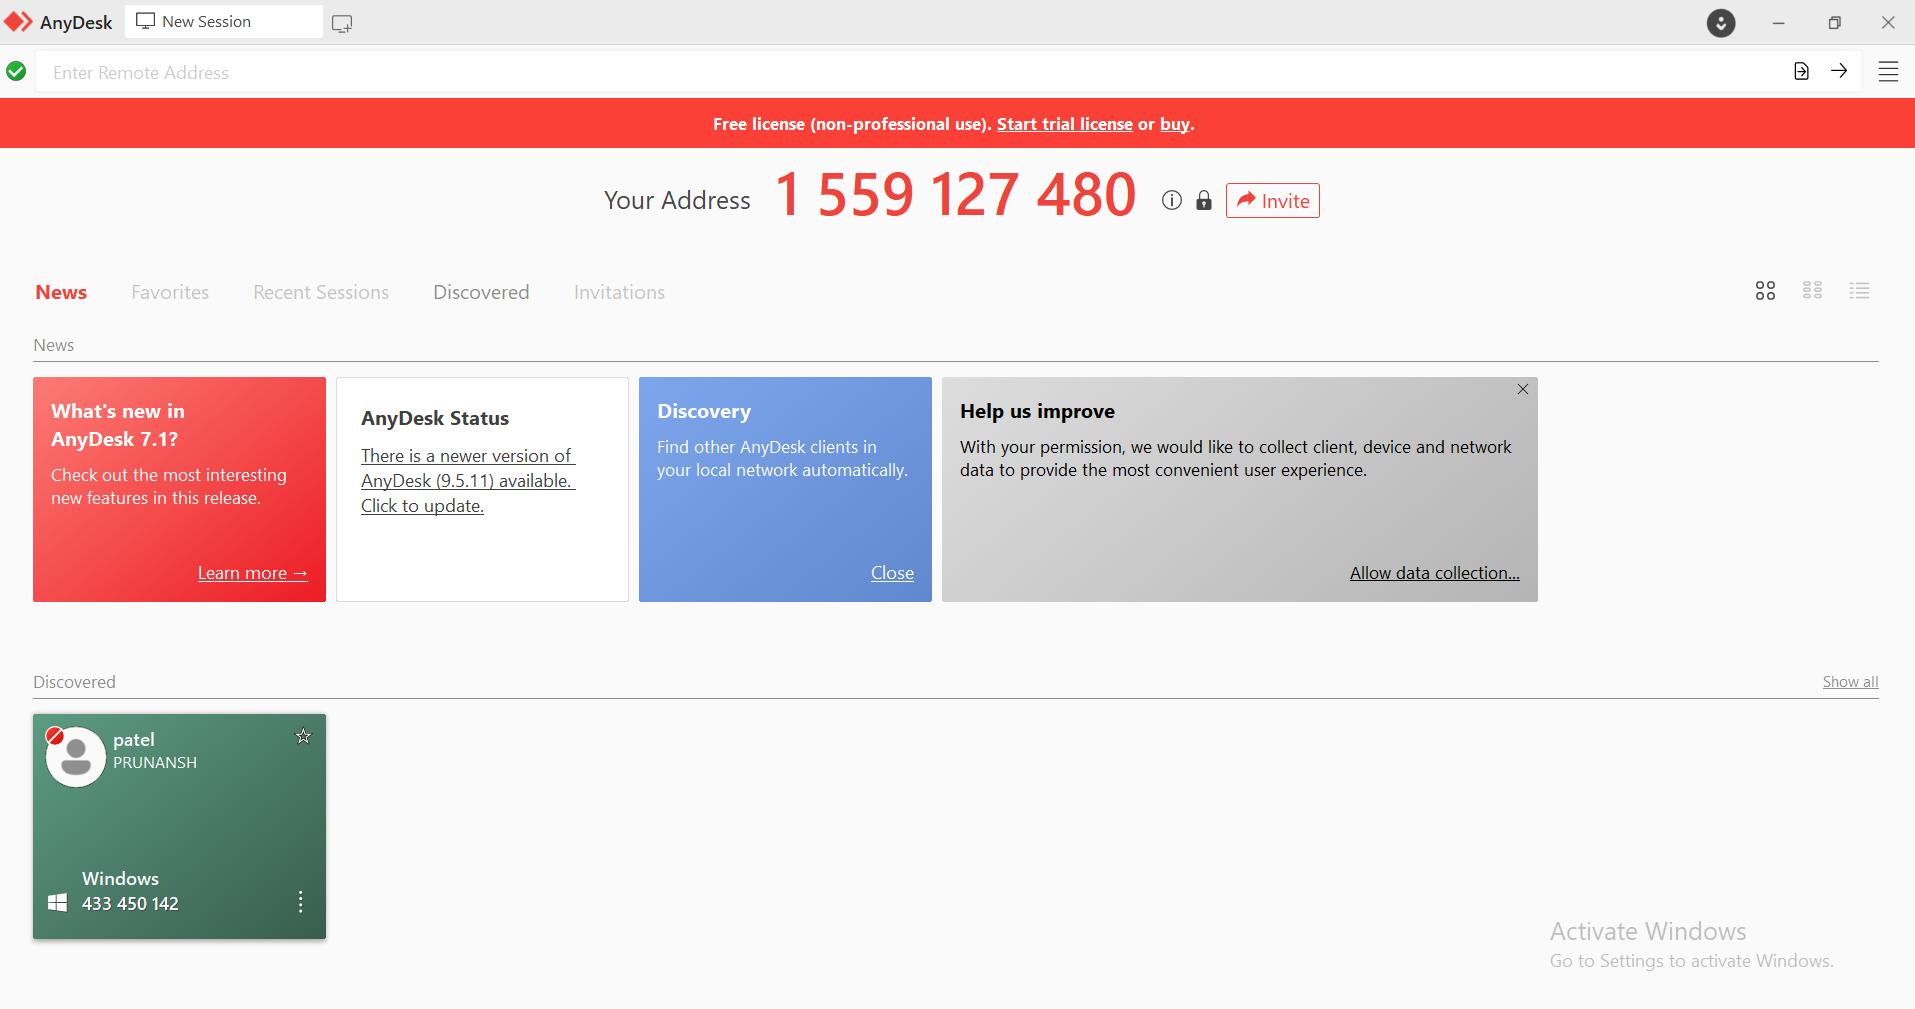 AnyDesk
New Session
Enter Remote Address
Free license (non-professional use). Start trial license or buy.
Your Address 1 559 127 480
Invite
News Favorites Recent Sessions Discovered Invitations
News
What's new in
AnyDesk 7.1?
Check out the most interesting
new features in this release.
Learn more →
AnyDesk Status
There is a newer version of
AnyDesk (9.5.11) available.
Click to update.
Discovery
Find other AnyDesk clients in
your local network automatically.
Close
Help us improve
With your permission, we would like to collect client, device and network
data to provide the most convenient user experience.
Allow data collection...
Discovered
Show all
patel
PRUNANSH
Windows
433 450 142
Activate Windows
Go to Settings to activate Windows.